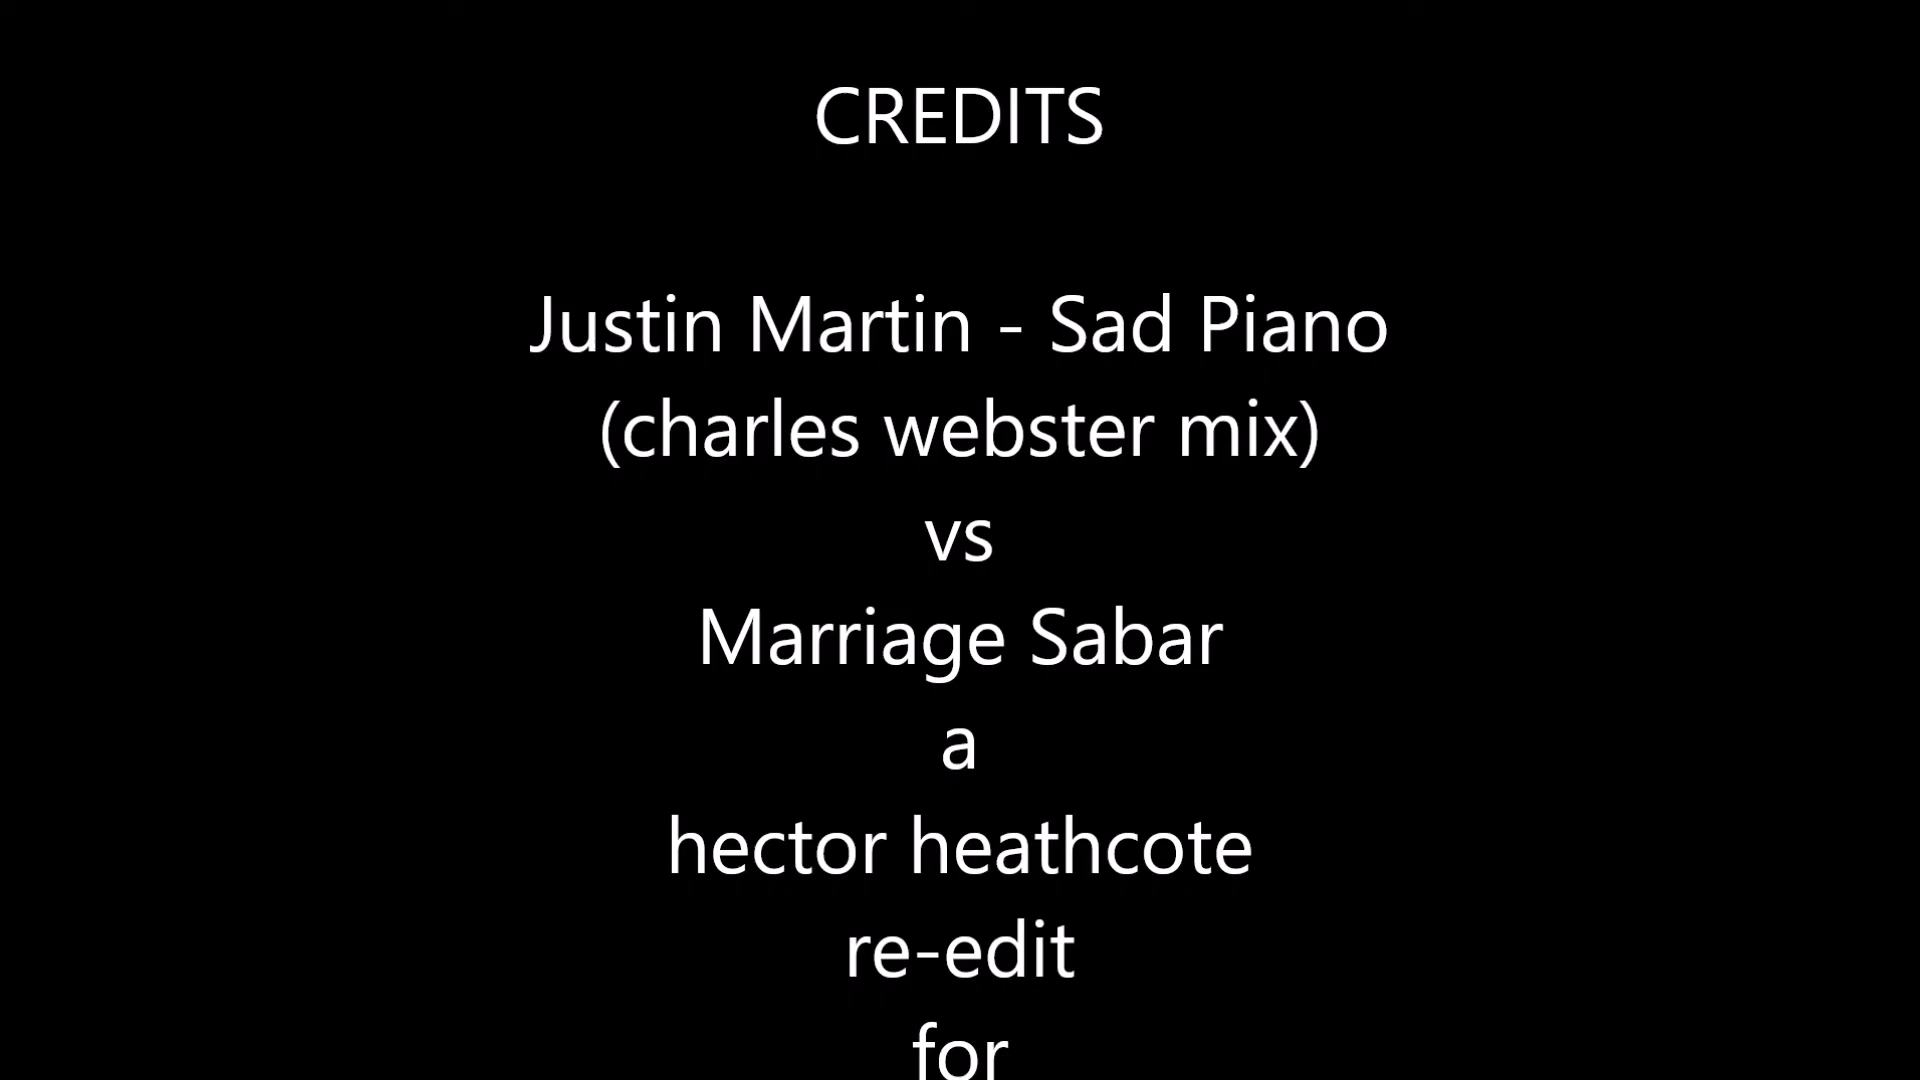 CREDITS
Justin Martin - Sad Piano
(charles webster mix)
vs
Marriage Sabar
a
hector heathcote
re-edit
for